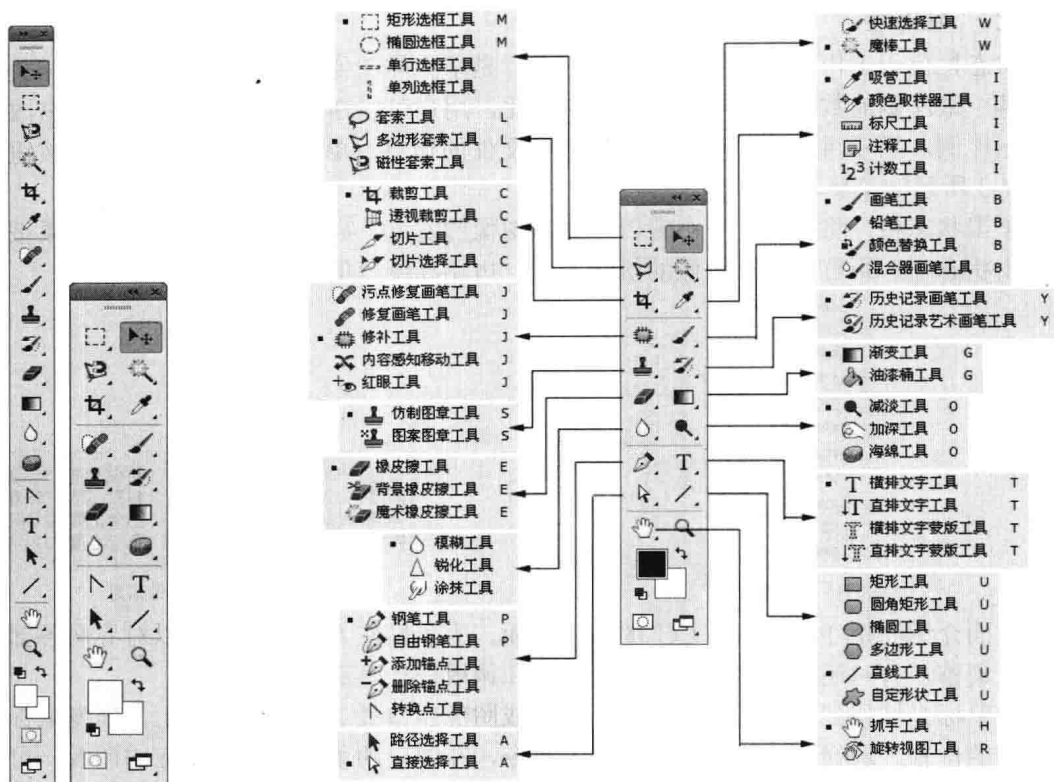 矩形选框工具 M
椭圆选框工具 M
单行选框工具
单列选框工具
套索工具 L
多边形套索工具 L
磁性套索工具 L
裁剪工具 C
透视裁剪工具 C
切片工具 C
切片选择工具 C
污点修复画笔工具 J
修复画笔工具 J
修补工具 J
内容感知移动工具 J
红眼工具 J
仿制图章工具 S
图案图章工具 S
橡皮擦工具 E
背景橡皮擦工具 E
魔术橡皮擦工具 E
模糊工具
锐化工具
涂抹工具
钢笔工具 P
自由钢笔工具 P
添加锚点工具
删除锚点工具
转换点工具
路径选择工具 A
直接选择工具 A
快速选择工具 W
魔棒工具 W
吸管工具 I
颜色取样器工具 I
标尺工具 I
注释工具 I
计数工具 I
画笔工具 B
铅笔工具 B
颜色替换工具 B
混合器画笔工具 B
历史记录画笔工具 Y
历史记录艺术画笔工具 Y
渐变工具 G
油漆桶工具 G
减淡工具 O
加深工具 O
海绵工具 O
横排文字工具 T
直排文字工具 T
横排文字蒙版工具 T
直排文字蒙版工具 T
矩形工具 U
圆角矩形工具 U
椭圆工具 U
多边形工具 U
直线工具 U
自定形状工具 U
抓手工具 H
旋转视图工具 R